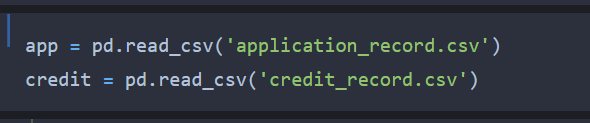 app = pd.read_csv('application_record.csv')
credit = pd.read_csv('credit_record.csv')